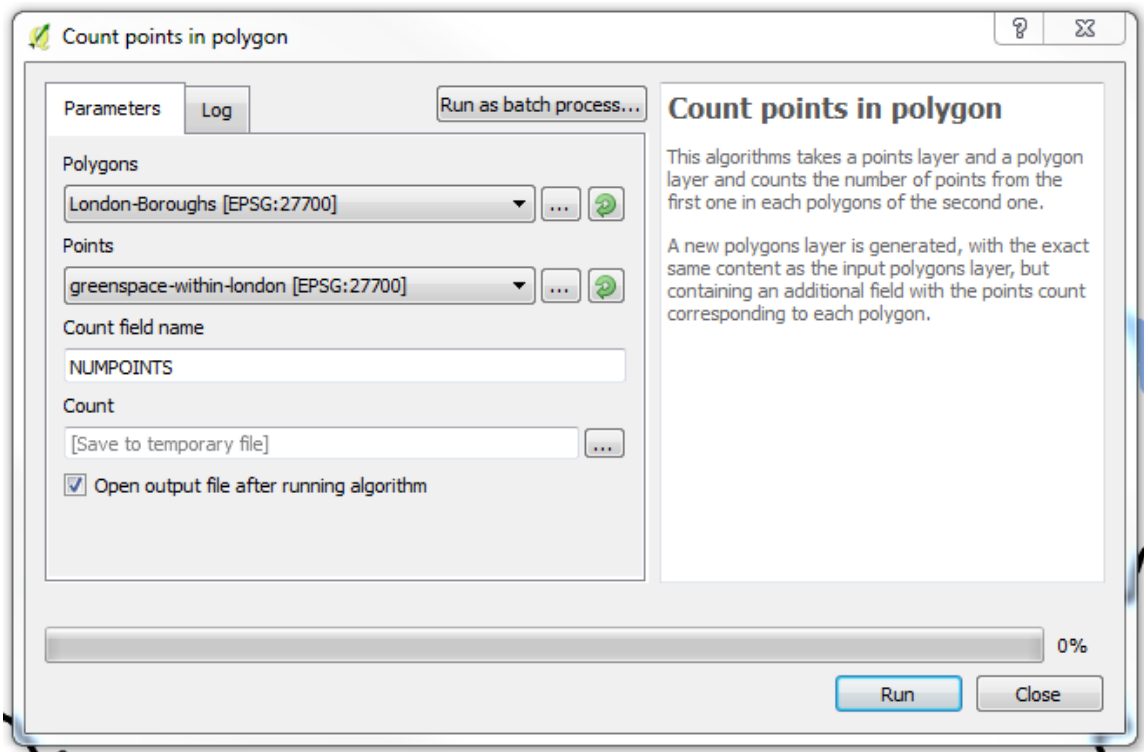 Count points in polygon
?
Parameters
Log
Run as batch process...
Polygons
London-Boroughs [EPSG:27700]
...
Points
greenspace-within-london [EPSG:27700]
...
Count field name
NUMPOINTS
Count
[Save to temporary file]
...
Open output file after running algorithm
Count points in polygon
This algorithms takes a points layer and a polygon
layer and counts the number of points from the
first one in each polygons of the second one.
A new polygons layer is generated, with the exact
same content as the input polygons layer, but
containing an additional field with the points count
corresponding to each polygon.
0%
Run
Close